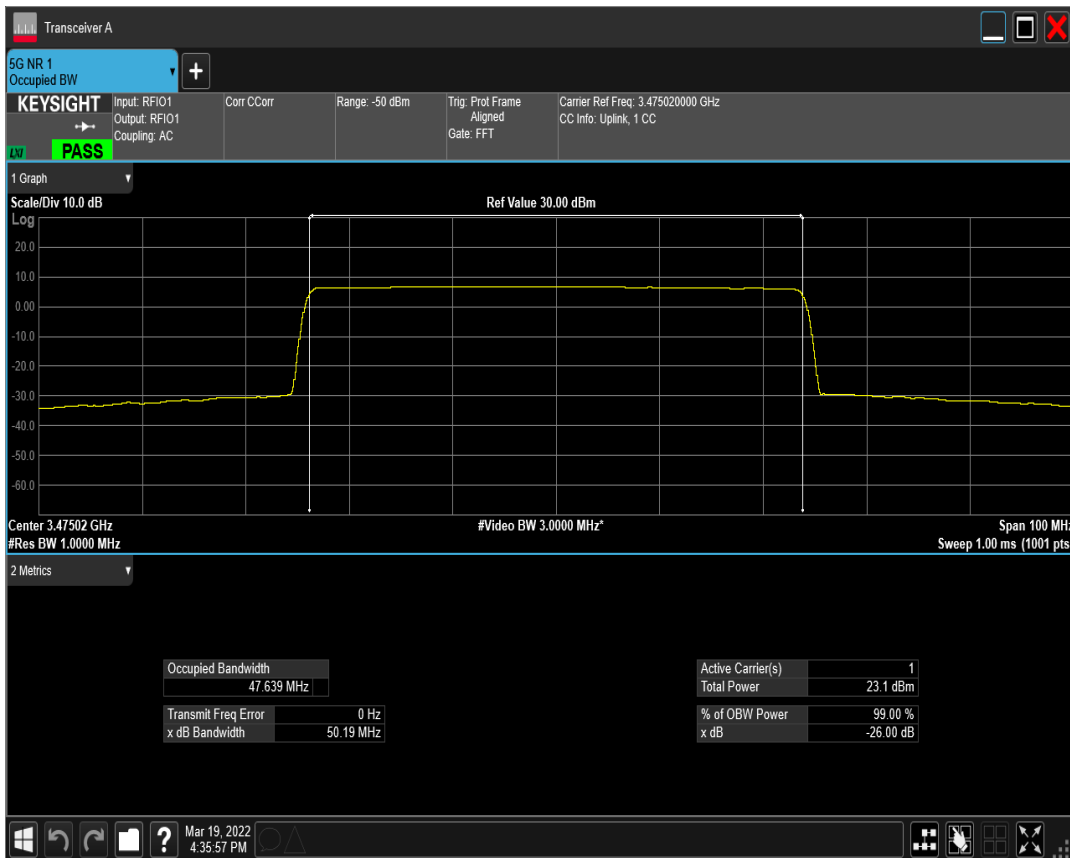 Transceiver A
5G NR 1
Occupied BW
KEYSIGHT
LXI
PASS
Input: RFIO1
Output: RFIO1
Coupling: AC
Corr CCorr
Range: -50 dBm
Trig: Prot Frame
Aligned
Gate: FFT
Carrier Ref Freq: 3.475020000 GHz
CC Info: Uplink, 1 CC
1 Graph
Scale/Div 10.0 dB
Ref Value 30.00 dBm
Log
20.0
10.0
0.00
-10.0
-20.0
-30.0
-40.0
-50.0
-60.0
Center 3.47502 GHz
#Video BW 3.0000 MHz*
Span 100 MHz
#Res BW 1.0000 MHz
Sweep 1.00 ms (1001 pts
2 Metrics
Occupied Bandwidth
47.639 MHz
Transmit Freq Error 0 Hz
x dB Bandwidth 50.19 MHz
Active Carrier(s) 1
Total Power 23.1 dBm
% of OBW Power 99.00 %
x dB -26.00 dB
? Mar 19, 2022
4:35:57 PM